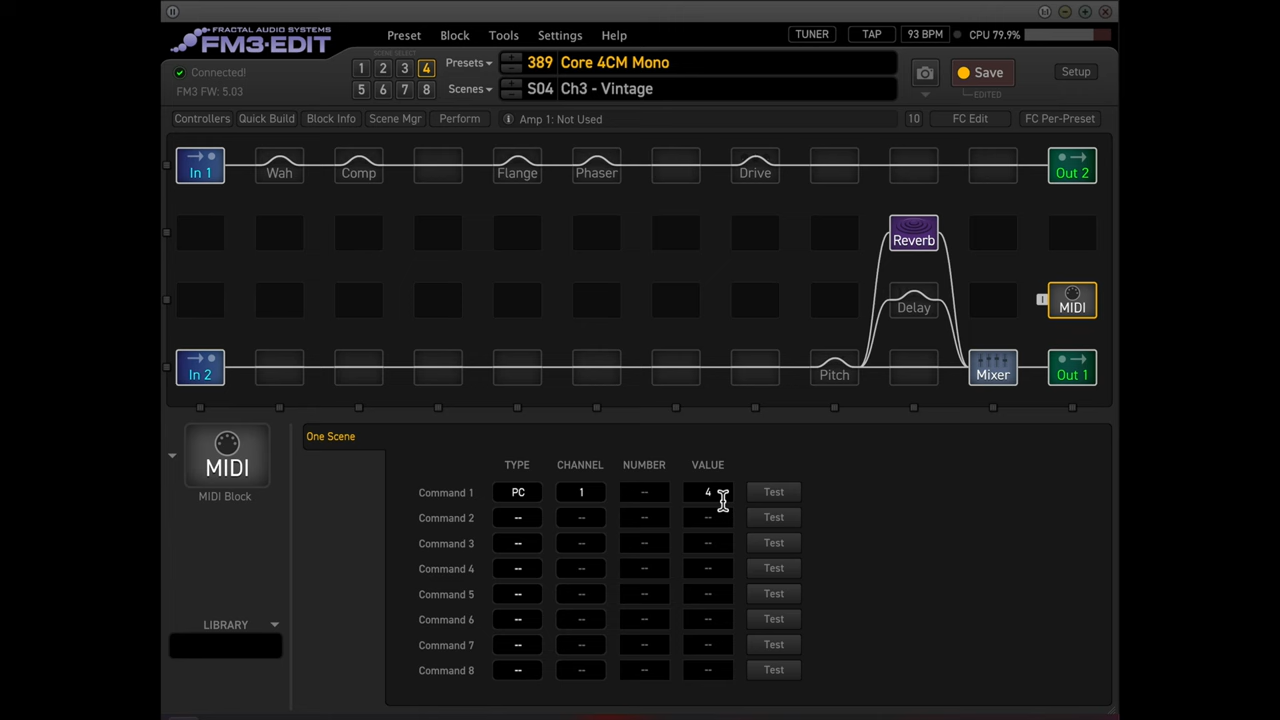 FRACTAL AUDIO SYSTEMS
FM3-EDIT
Preset Block Tools Settings Help
TUNER TAP 93 BPM CPU 79.9%
SCENE SELECT
1 2 3 4
5 6 7 8
Presets 389 Core 4CM Mono
Scenes S04 Ch3 - Vintage
Connected!
FM3 FW: 5.03
Save
EDITED
Setup
Controllers Quick Build Block Info Scene Mgr Perform Amp 1: Not Used 10 FC Edit FC Per-Preset
In 1 Wah Comp Flange Phaser Drive Out 2
Reverb
Delay I MIDI
In 2 Pitch Mixer Out 1
MIDI
MIDI Block
LIBRARY
One Scene
TYPE CHANNEL NUMBER VALUE
Command 1 PC 1 -- 4 Test
Command 2 -- -- -- -- Test
Command 3 -- -- -- -- Test
Command 4 -- -- -- -- Test
Command 5 -- -- -- -- Test
Command 6 -- -- -- -- Test
Command 7 -- -- -- -- Test
Command 8 -- -- -- -- Test